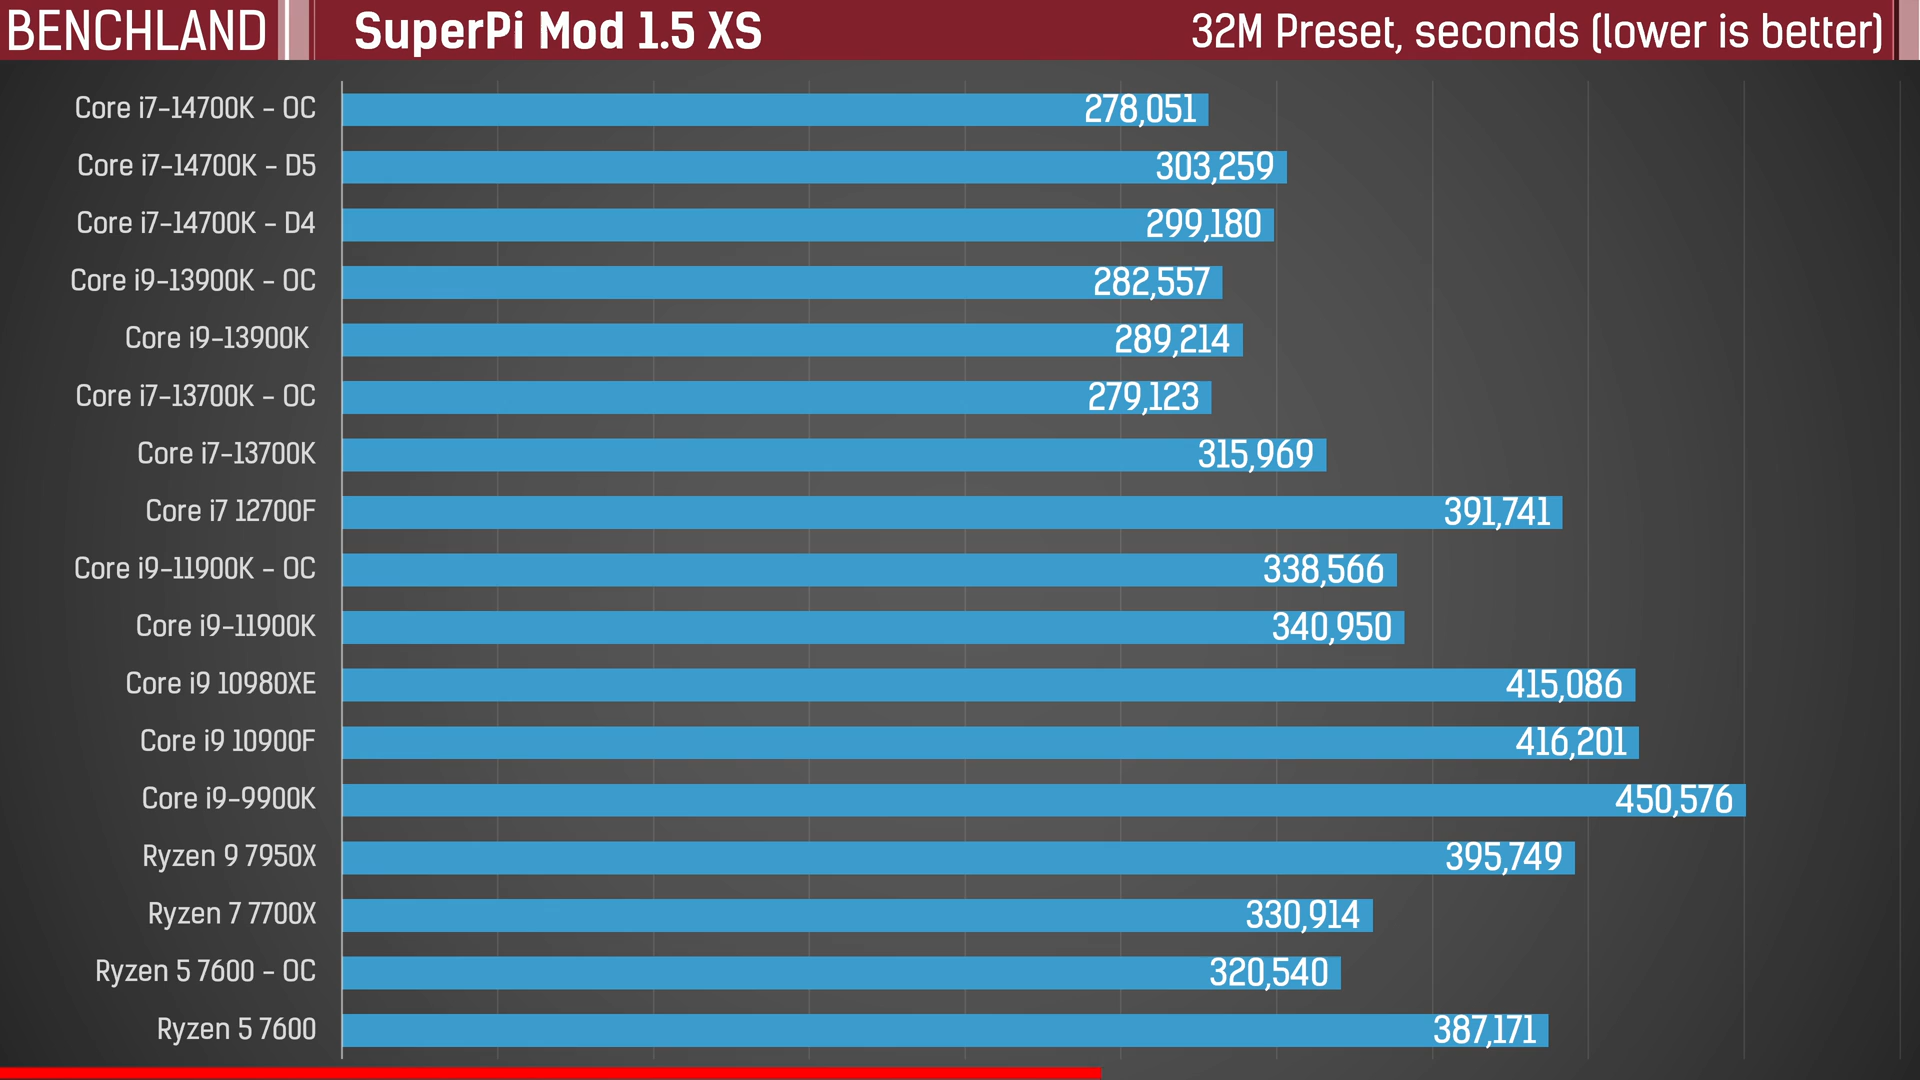 BENCHLAND SuperPi Mod 1.5 XS 32M Preset, seconds (lower is better)
Core i7-14700K - OC 278,051
Core i7-14700K - D5 303,259
Core i7-14700K - D4 299,180
Core i9-13900K - OC 282,557
Core i9-13900K 289,214
Core i7-13700K - OC 279,123
Core i7-13700K 315,969
Core i7 12700F 391,741
Core i9-11900K - OC 338,566
Core i9-11900K 340,950
Core i9 10980XE 415,086
Core i9 10900F 416,201
Core i9-9900K 450,576
Ryzen 9 7950X 395,749
Ryzen 7 7700X 330,914
Ryzen 5 7600 - OC 320,540
Ryzen 5 7600 387,171